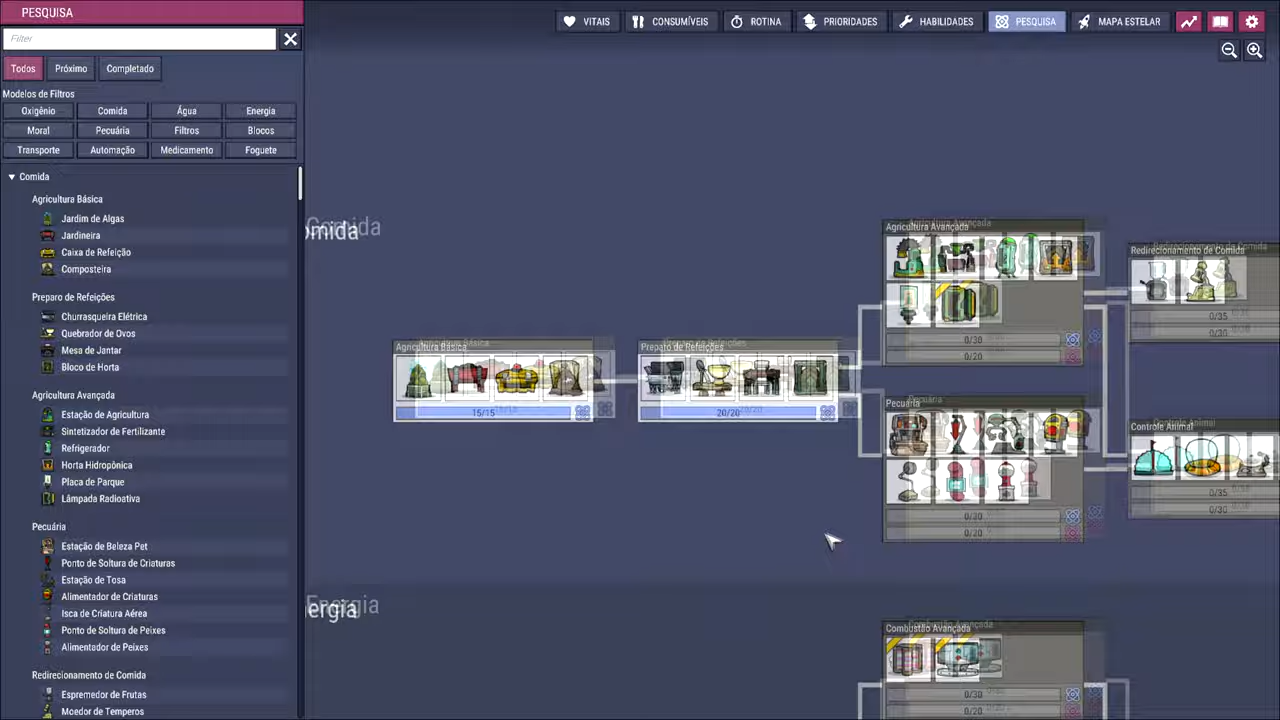 PESQUISA
VITAIS
CONSUMÍVEIS
ROTINA
PRIORIDADES
HABILIDADES
PESQUISA
MAPA ESTELAR
Filter
Todos
Próximo
Completado
Modelos de Filtros
Oxigênio
Comida
Água
Energia
Moral
Pecuária
Filtros
Blocos
Transporte
Automação
Medicamento
Foguete
Comida
Agricultura Básica
Jardim de Algas
Jardineira
Caixa de Refeição
Composteira
Preparo de Refeições
Churrasqueira Elétrica
Quebrador de Ovos
Mesa de Jantar
Bloco de Horta
Agricultura Avançada
Estação de Agricultura
Sintetizador de Fertilizante
Refrigerador
Horta Hidropônica
Placa de Parque
Lâmpada Radioativa
Pecuária
Estação de Beleza Pet
Ponto de Soltura de Criaturas
Estação de Tosa
Alimentador de Criaturas
Isca de Criatura Aérea
Ponto de Soltura de Peixes
Alimentador de Peixes
Redirecionamento de Comida
Espremedor de Frutas
Moedor de Temperos
Comida
Agricultura Básica
15/15
Preparo de Refeições
20/20
Agricultura Avançada
0/30
0/20
Redirecionamento de Comida
0/35
0/30
Pecuária
0/30
0/20
Controle Animal
0/35
0/30
Energia
Combustão Avançada
0/30
0/20